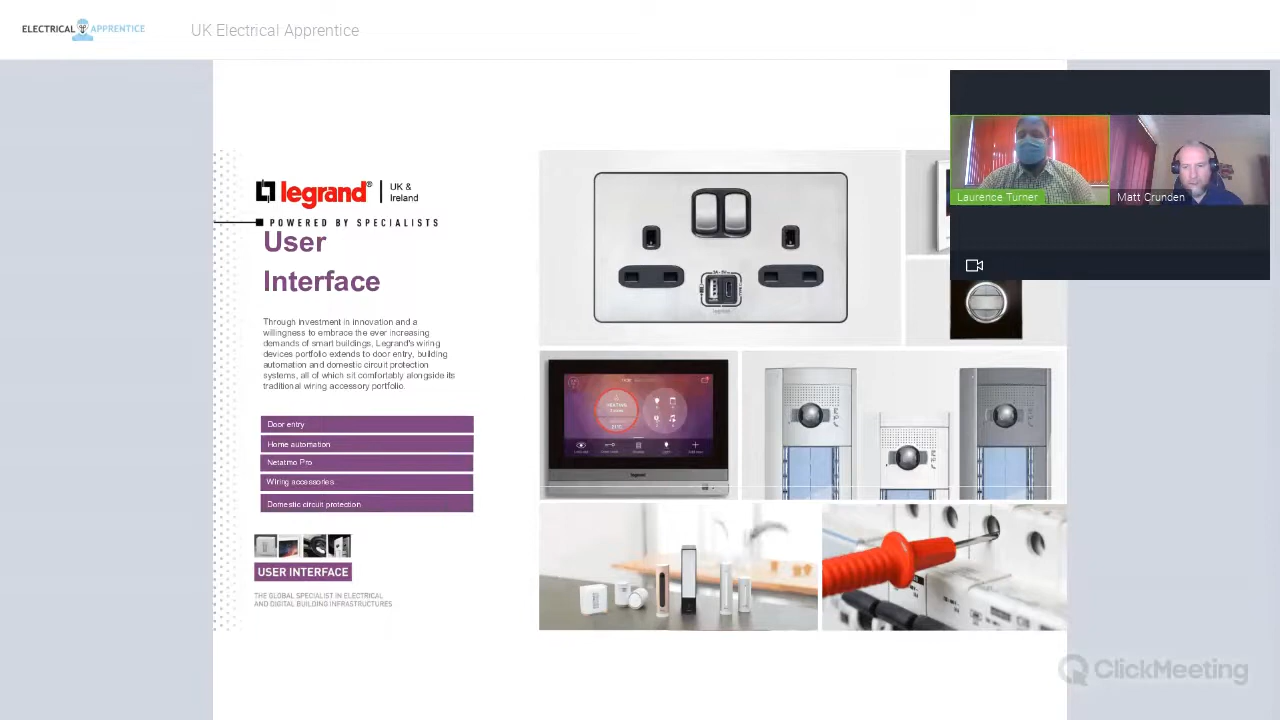 ELECTRICAL APPRENTICE
UK Electrical Apprentice
Laurence Turner
Matt Crunden
legrand®
UK &
Ireland
POWERED BY SPECIALISTS
User
Interface
Through investment in innovation and a
willingness to embrace the ever increasing
demands of smart buildings, Legrand's wiring
devices portfolio extends to door entry, building
automation and domestic circuit protection
systems, all of which sit comfortably alongside its
traditional wiring accessory portfolio.
Door entry
Home automation
Netatmo Pro
Wiring accessories
Domestic circuit protection
USER INTERFACE
THE GLOBAL SPECIALIST IN ELECTRICAL
AND DIGITAL BUILDING INFRASTRUCTURES
HEATING
legrand
ClickMeeting